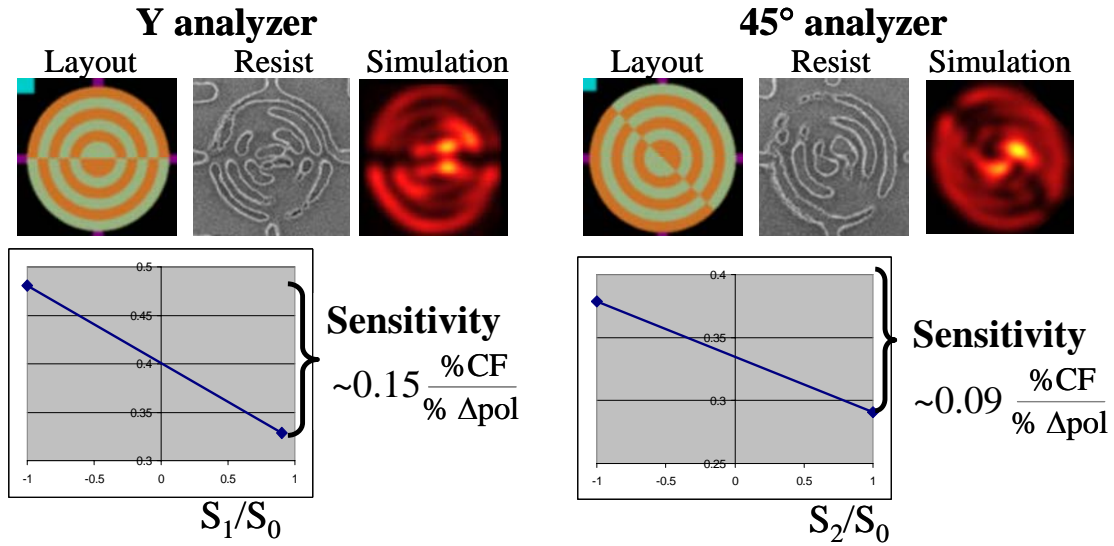 Y analyzer
Layout Resist Simulation
0.5
0.45
0.4
0.35
0.3
-1 -0.5 0 0.5 1
S1/S0
Sensitivity
~0.15 %CF
% Δpol
45° analyzer
Layout Resist Simulation
0.4
0.35
0.3
0.25
-1 -0.5 0 0.5 1
S2/S0
Sensitivity
~0.09 %CF
% Δpol